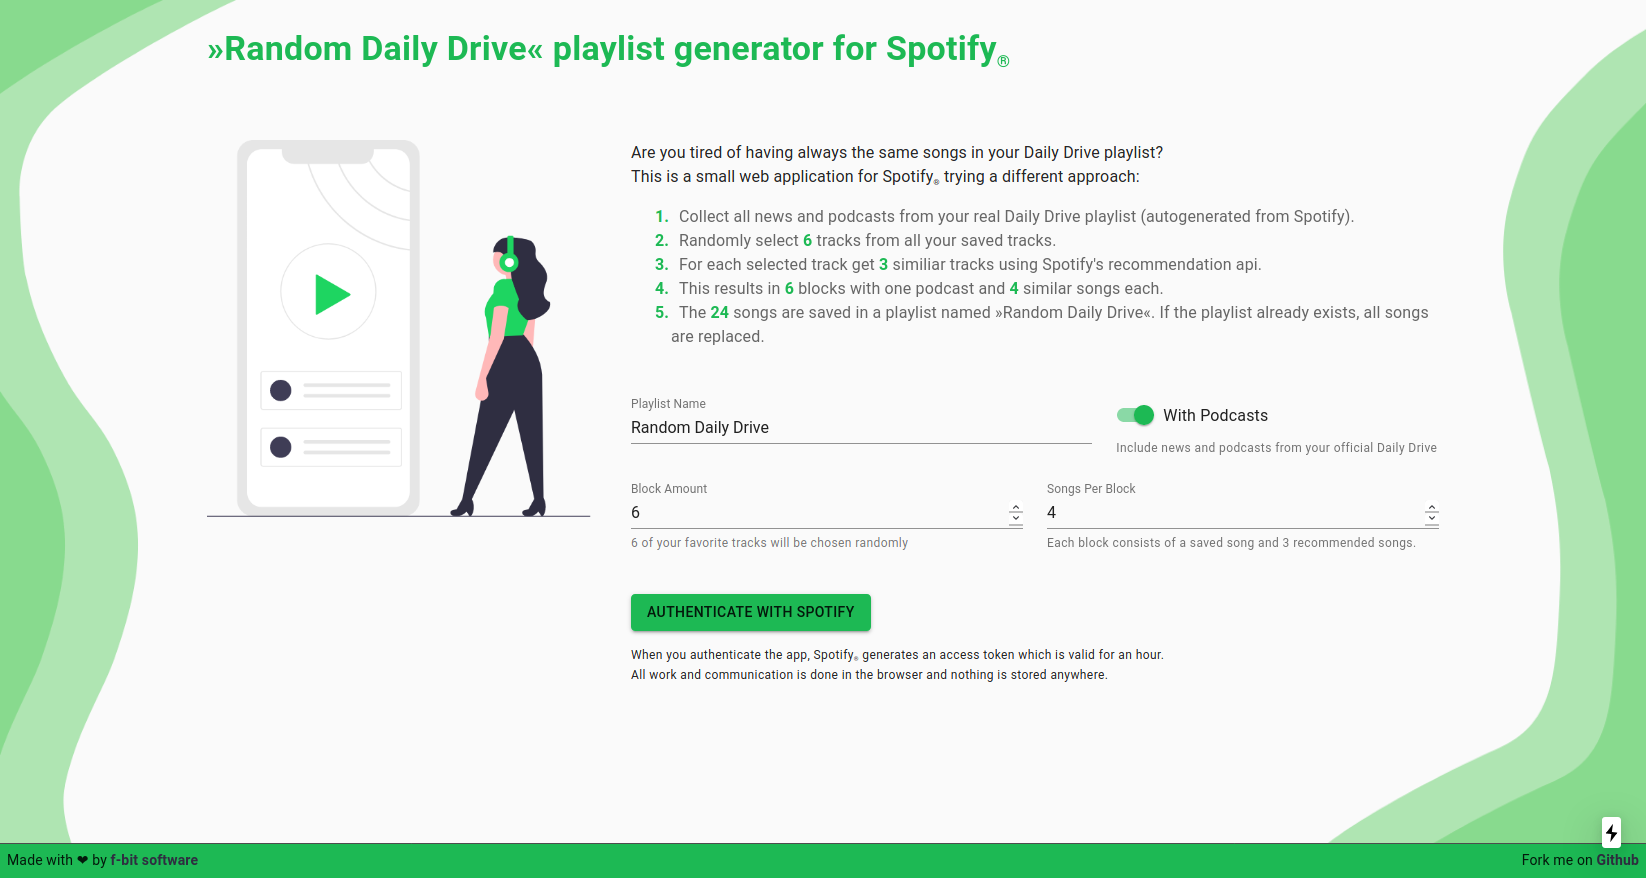 »Random Daily Drive« playlist generator for Spotify®
Are you tired of having always the same songs in your Daily Drive playlist?
This is a small web application for Spotify® trying a different approach:
1. Collect all news and podcasts from your real Daily Drive playlist (autogenerated from Spotify).
2. Randomly select 6 tracks from all your saved tracks.
3. For each selected track get 3 similiar tracks using Spotify's recommendation api.
4. This results in 6 blocks with one podcast and 4 similar songs each.
5. The 24 songs are saved in a playlist named »Random Daily Drive«. If the playlist already exists, all songs
are replaced.
Playlist Name
Random Daily Drive
With Podcasts
Include news and podcasts from your official Daily Drive
Block Amount
6
6 of your favorite tracks will be chosen randomly
Songs Per Block
4
Each block consists of a saved song and 3 recommended songs.
AUTHENTICATE WITH SPOTIFY
When you authenticate the app, Spotify® generates an access token which is valid for an hour.
All work and communication is done in the browser and nothing is stored anywhere.
Made with ❤ by f-bit software
Fork me on Github